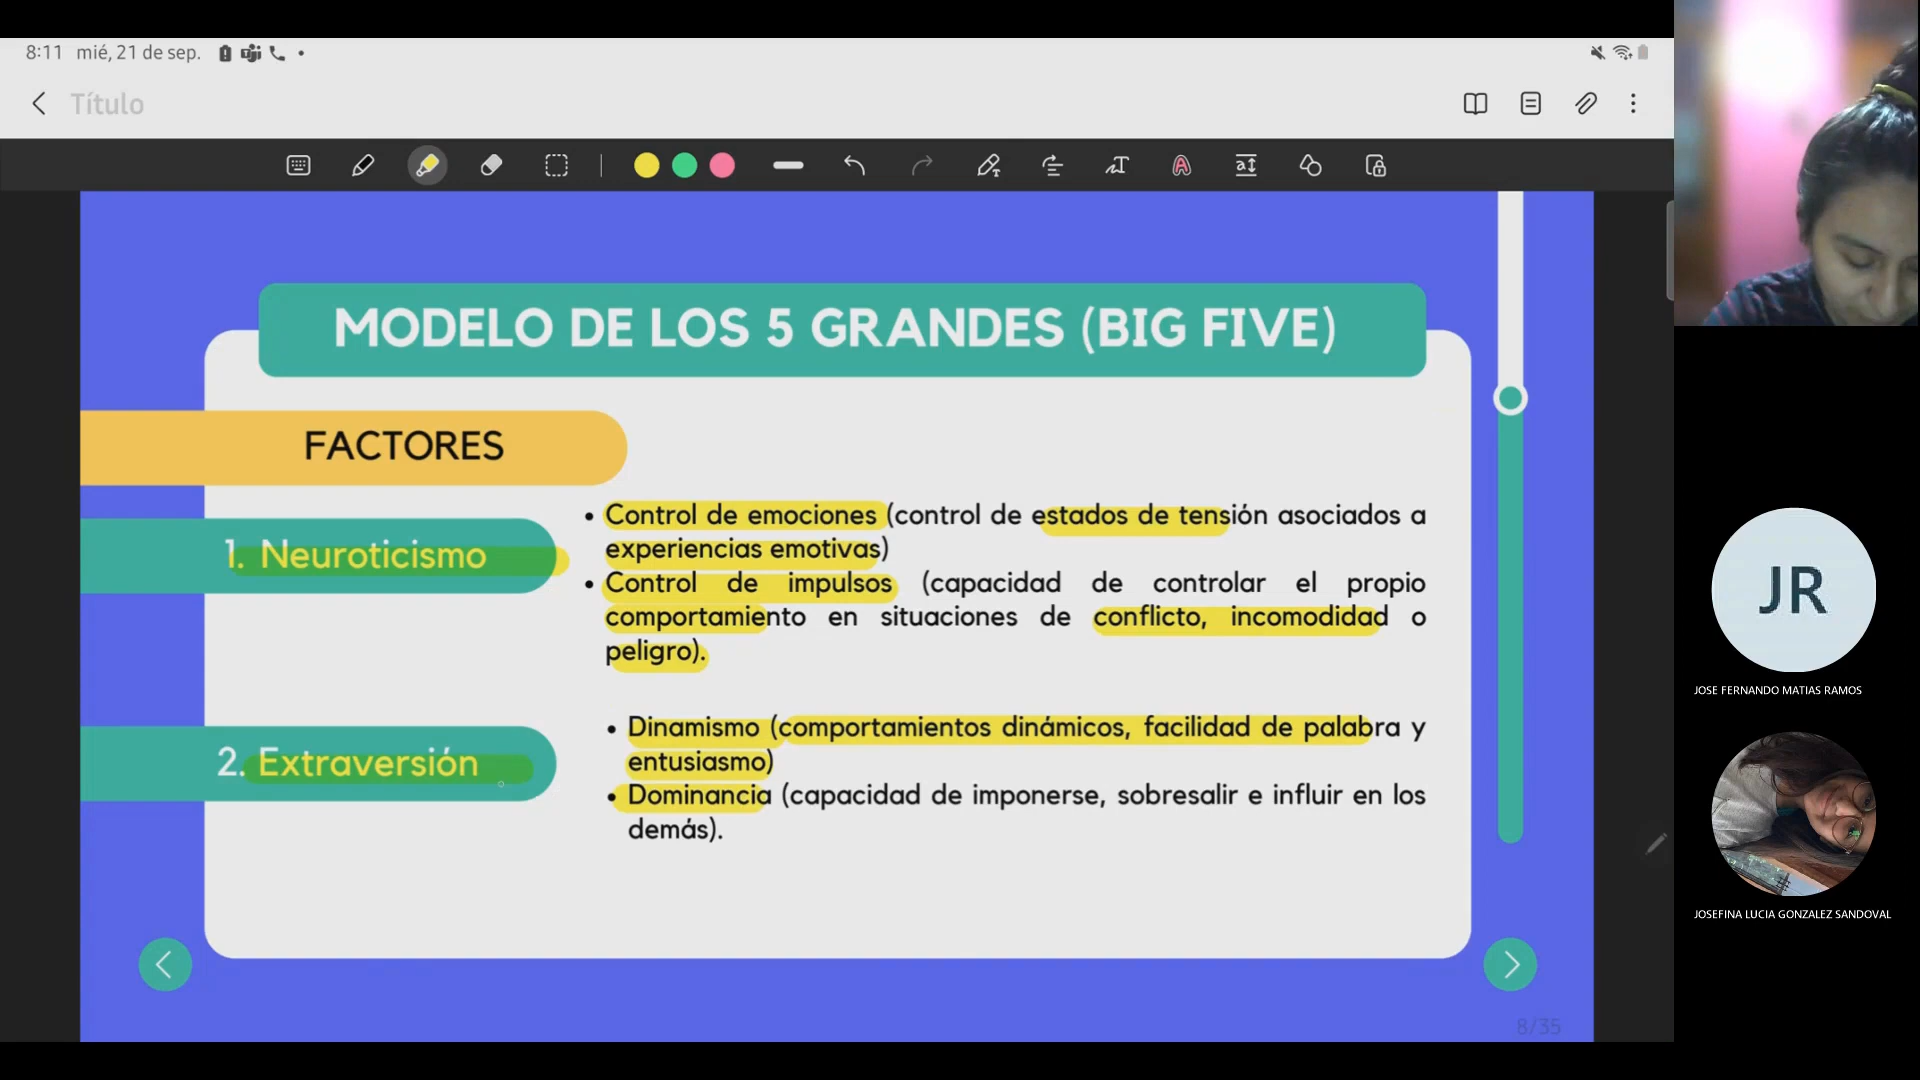 8:11 mié, 21 de sep.
Título
MODELO DE LOS 5 GRANDES (BIG FIVE)
FACTORES
1. Neuroticismo
• Control de emociones (control de estados de tensión asociados a
experiencias emotivas)
• Control de impulsos (capacidad de controlar el propio
comportamiento en situaciones de conflicto, incomodidad o
peligro).
2. Extraversión
• Dinamismo (comportamientos dinámicos, facilidad de palabra y
entusiasmo)
• Dominancia (capacidad de imponerse, sobresalir e influir en los
demás).
8/35
JR
JOSE FERNANDO MATIAS RAMOS
JOSEFINA LUCIA GONZALEZ SANDOVAL